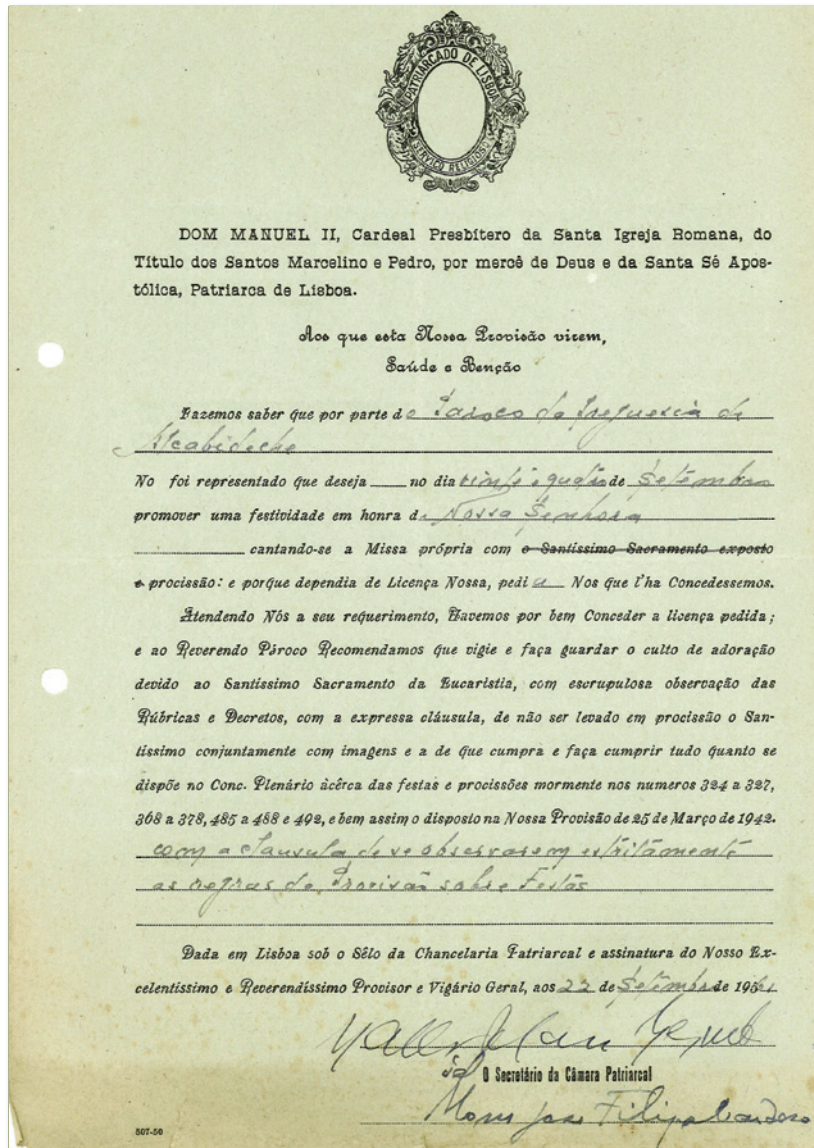 PATRIARCADO DE LISBOA
SERVIÇO RELIGIOSO
DOM MANUEL II, Cardeal Presbítero da Santa Igreja Romana, do
Título dos Santos Marcelino e Pedro, por mercê de Deus e da Santa Sé Apos-
tólica, Patriarca de Lisboa.
Aos que esta Nossa Provisão virem,
Saúde e Benção
Fazemos saber que por parte do Pároco da freguesia de
Alcabideche
No foi representado que deseja no dia vinte e quatro de Setembro
promover uma festividade em honra de Nossa Senhora
cantando-se a Missa própria com o Santíssimo Sacramento exposto
e procissão: e porque dependia de Licença Nossa, pediu Nos que l'ha Concedessemos.
Atendendo Nós a seu requerimento, Havemos por bem Conceder a licença pedida;
e ao Reverendo Pároco Recomendamos que vigie e faça guardar o culto de adoração
devido ao Santíssimo Sacramento da Eucaristia, com escrupulosa observação das
Rúbricas e Decretos, com a expressa cláusula, de não ser levado em procissão o San-
tíssimo conjuntamente com imagens e a de que cumpra e faça cumprir tudo quanto se
dispõe no Conc. Plenário àcêrca das festas e procissões mormente nos numeros 324 a 327,
368 a 378, 485 a 488 e 492, e bem assim o disposto na Nossa Provisão de 25 de Março de 1942.
com a clausula de se observarem estritamente
as regras da Provisão sobre Festas
Dada em Lisboa sob o Sêlo da Chancelaria Patriarcal e assinatura do Nosso Ex-
celentíssimo e Reverendíssimo Provisor e Vigário Geral, aos 22 de Setembro de 19
O Secretário da Câmara Patriarcal
Mons João Filipe Cardoso
507-50